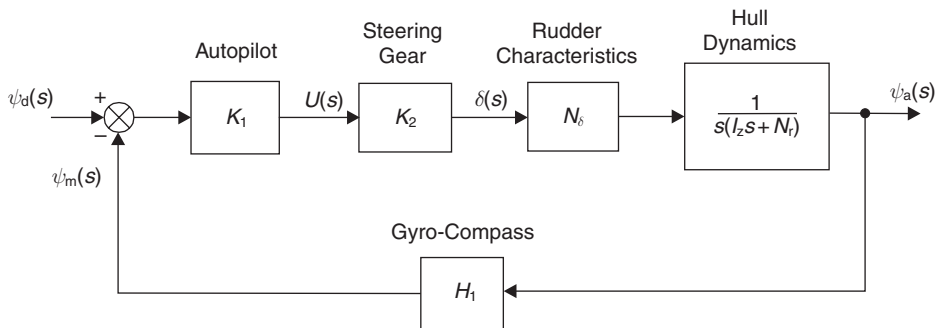 Autopilot
Steering
Gear
Rudder
Characteristics
Hull
Dynamics
ψd(s)
+
−
K1
U(s)
K2
δ(s)
Nδ
1
s(Izs + Nr)
ψa(s)
ψm(s)
Gyro-Compass
H1